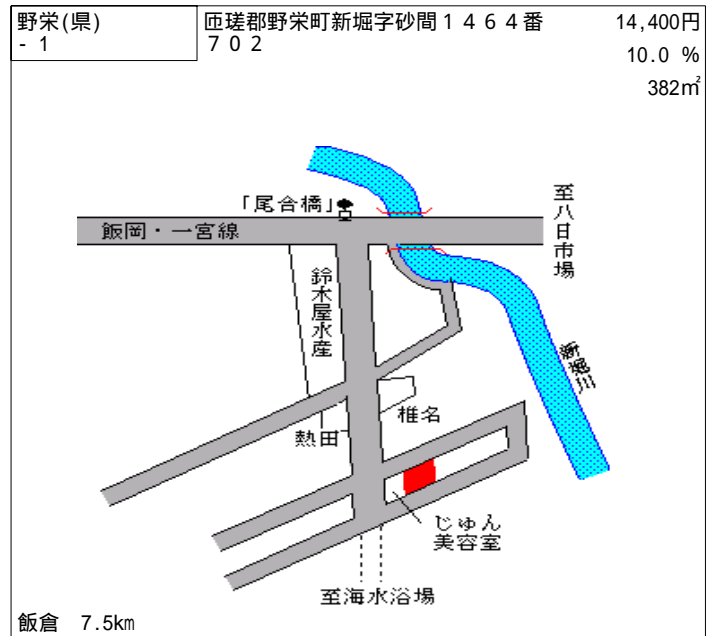 野栄(県)
- 1
匝瑳郡野栄町新堀字砂間1464番
702
14,400円
10.0 %
382㎡
「尾合橋」
至八日市場
飯岡・一宮線
鈴木屋水産
新堀川
椎名
熱田
じゅん
美容室
至海水浴場
飯倉 7.5km